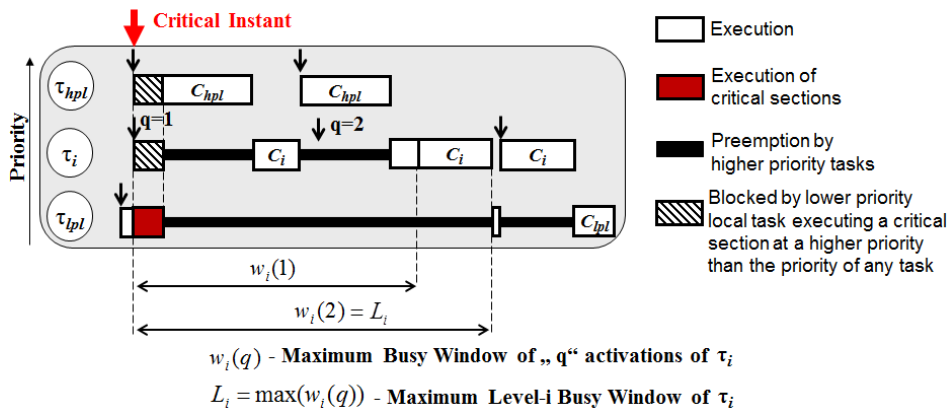 Critical Instant
Priority
τhpl
Chpl
Chpl
q=1
q=2
τi
Ci
Ci
Ci
τlpl
Clpl
wi(1)
wi(2) = Li
wi(q) - Maximum Busy Window of „ q“ activations of τi
Li = max(wi(q)) - Maximum Level-i Busy Window of τi
Execution
Execution of
critical sections
Preemption by
higher priority
tasks
Blocked by lower priority
local task executing a critical
section at a higher priority
than the priority of any task